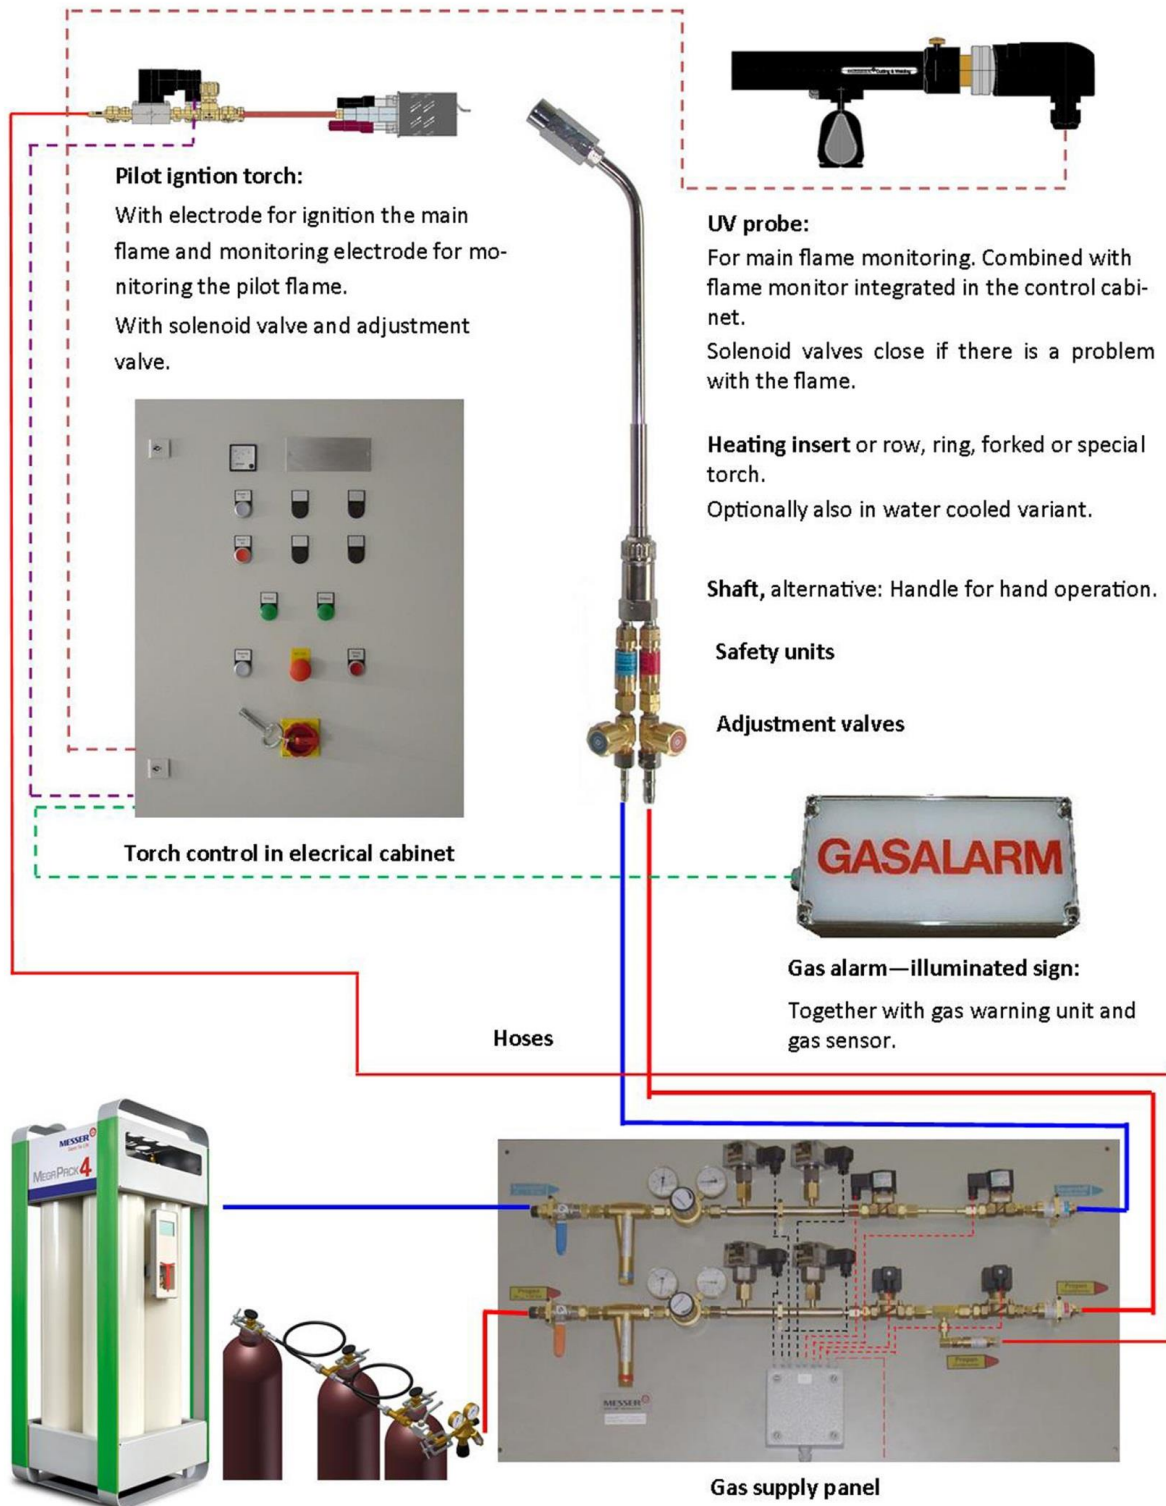 Pilot igntion torch:
With electrode for ignition the main
flame and monitoring electrode for mo-
nitoring the pilot flame.
With solenoid valve and adjustment
valve.
UV probe:
For main flame monitoring. Combined with
flame monitor integrated in the control cabi-
net.
Solenoid valves close if there is a problem
with the flame.
Heating insert or row, ring, forked or special
torch.
Optionally also in water cooled variant.
Shaft, alternative: Handle for hand operation.
Safety units
Adjustment valves
Torch control in elecrical cabinet
GASALARM
Gas alarm—illuminated sign:
Together with gas warning unit and
gas sensor.
Hoses
MESSER
MEGAPACK 4
Propan
Propan
Propan
MESSER
Gas supply panel